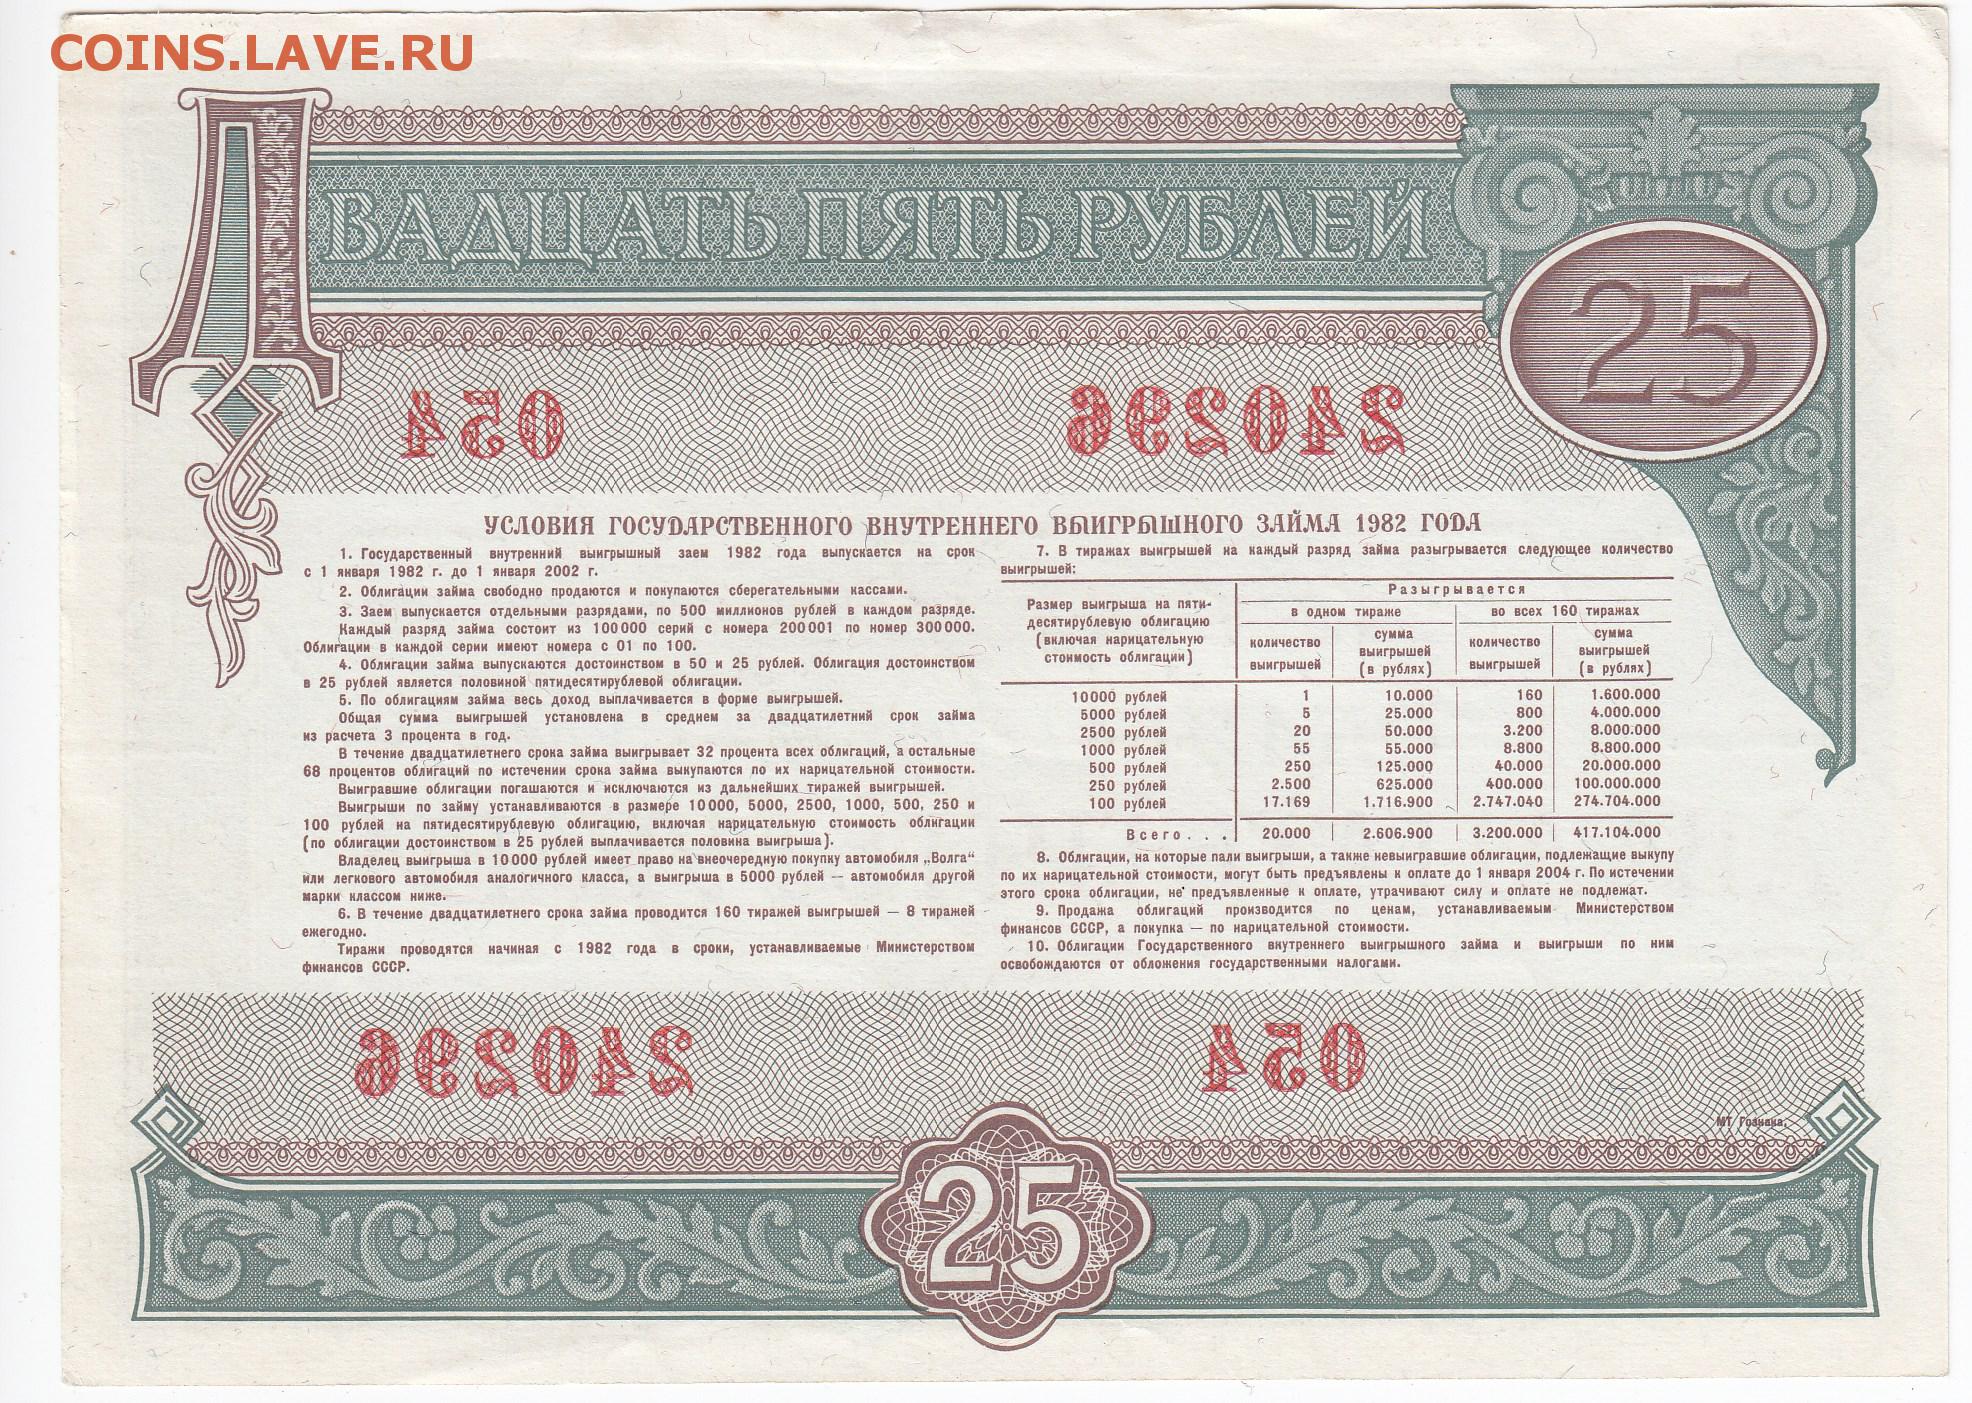 COINS.LAVE.RU
ДВАДЦАТЬ ПЯТЬ РУБЛЕЙ
25
054 240296
УСЛОВИЯ ГОСУДАРСТВЕННОГО ВНУТРЕННЕГО ВЫИГРЫШНОГО ЗАЙМА 1982 ГОДА
1. Государственный внутренний выигрышный заем 1982 года выпускается на срок
с 1 января 1982 г. до 1 января 2002 г.
2. Облигации займа свободно продаются и покупаются сберегательными кассами.
3. Заем выпускается отдельными разрядами, по 500 миллионов рублей в каждом разряде.
Каждый разряд займа состоит из 100000 серий с номера 200001 по номер 300000.
Облигации в каждой серии имеют номера с 01 по 100.
4. Облигации займа выпускаются достоинством в 50 и 25 рублей. Облигация достоинством
в 25 рублей является половиной пятидесятирублевой облигации.
5. По облигациям займа весь доход выплачивается в форме выигрышей.
Общая сумма выигрышей установлена в среднем за двадцатилетний срок займа
из расчета 3 процента в год.
В течение двадцатилетнего срока займа выигрывает 32 процента всех облигаций, а остальные
68 процентов облигаций по истечении срока займа выкупаются по их нарицательной стоимости.
Выигравшие облигации погашаются и исключаются из дальнейших тиражей выигрышей.
Выигрыши по займу устанавливаются в размере 10000, 5000, 2500, 1000, 500, 250 и
100 рублей на пятидесятирублевую облигацию, включая нарицательную стоимость облигации
(по облигации достоинством в 25 рублей выплачивается половина выигрыша).
Владелец выигрыша в 10000 рублей имеет право на внеочередную покупку автомобиля „Волга“
или легкового автомобиля аналогичного класса, а выигрыша в 5000 рублей — автомобиля другой
марки классом ниже.
6. В течение двадцатилетнего срока займа проводится 160 тиражей выигрышей — 8 тиражей
ежегодно.
Тиражи проводятся начиная с 1982 года в сроки, устанавливаемые Министерством
финансов СССР.
7. В тиражах выигрышей на каждый разряд займа разыгрывается следующее количество
выигрышей:
Размер выигрыша на пяти-
десятирублевую облигацию
(включая нарицательную
стоимость облигации)
Разыгрывается
в одном тираже во всех 160 тиражах
количество выигрышей сумма выигрышей (в рублях) количество выигрышей сумма выигрышей (в рублях)
10000 рублей 1 10.000 160 1.600.000
5000 рублей 5 25.000 800 4.000.000
2500 рублей 20 50.000 3.200 8.000.000
1000 рублей 55 55.000 8.800 8.800.000
500 рублей 250 125.000 40.000 20.000.000
250 рублей 2.500 625.000 400.000 100.000.000
100 рублей 17.169 1.716.900 2.747.040 274.704.000
Всего... 20.000 2.606.900 3.200.000 417.104.000
8. Облигации, на которые пали выигрыши, а также невыигравшие облигации, подлежащие выкупу
по их нарицательной стоимости, могут быть предъявлены к оплате до 1 января 2004 г. По истечении
этого срока облигации, не предъявленные к оплате, утрачивают силу и оплате не подлежат.
9. Продажа облигаций производится по ценам, устанавливаемым Министерством
финансов СССР, а покупка — по нарицательной стоимости.
10. Облигации Государственного внутреннего выигрышного займа и выигрыши по ним
освобождаются от обложения государственными налогами.
240296 054
МТ Гознака.
25